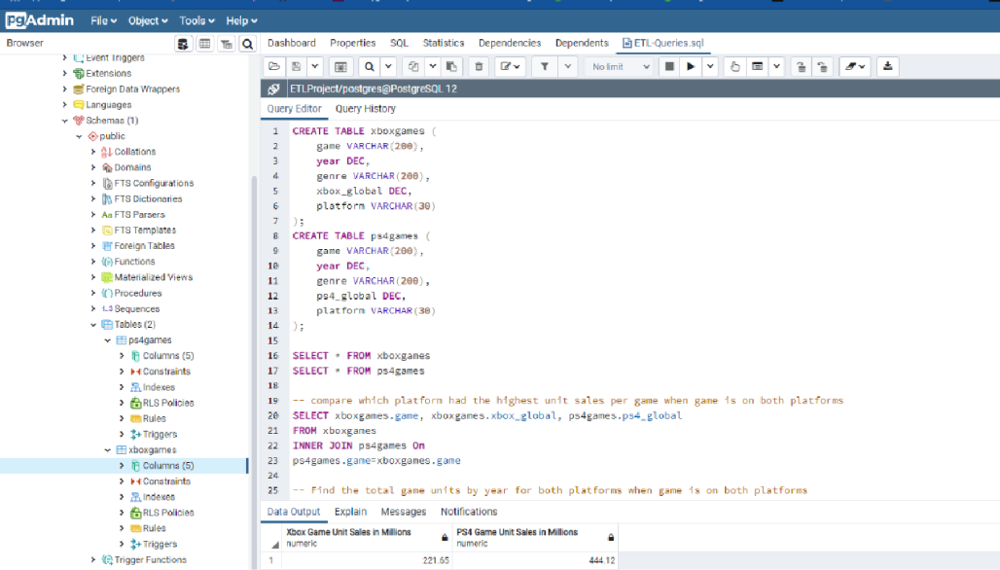 pgAdmin File Object Tools Help
Browser
Dashboard Properties SQL Statistics Dependencies Dependents ETL-Queries.sql
No limit
ETLProject/postgres@PostgreSQL 12
Query Editor Query History
Event Triggers
Extensions
Foreign Data Wrappers
Languages
Schemas (1)
public
Collations
Domains
FTS Configurations
FTS Dictionaries
Aa FTS Parsers
FTS Templates
Foreign Tables
Functions
Materialized Views
Procedures
1..3 Sequences
Tables (2)
ps4games
Columns (5)
Constraints
Indexes
RLS Policies
Rules
Triggers
xboxgames
Columns (5)
Constraints
Indexes
RLS Policies
Rules
Triggers
Trigger Functions
1 CREATE TABLE xboxgames (
2 game VARCHAR(200),
3 year DEC,
4 genre VARCHAR(200),
5 xbox_global DEC,
6 platform VARCHAR(30)
7 );
8 CREATE TABLE ps4games (
9 game VARCHAR(200),
10 year DEC,
11 genre VARCHAR(200),
12 ps4_global DEC,
13 platform VARCHAR(30)
14 );
15
16 SELECT * FROM xboxgames
17 SELECT * FROM ps4games
18
19 -- compare which platform had the highest unit sales per game when game is on both platforms
20 SELECT xboxgames.game, xboxgames.xbox_global, ps4games.ps4_global
21 FROM xboxgames
22 INNER JOIN ps4games On
23 ps4games.game=xboxgames.game
24
25 -- Find the total game units by year for both platforms when game is on both platforms
Data Output Explain Messages Notifications
Xbox Game Unit Sales in Millions PS4 Game Unit Sales in Millions
numeric numeric
1 221.65 444.12